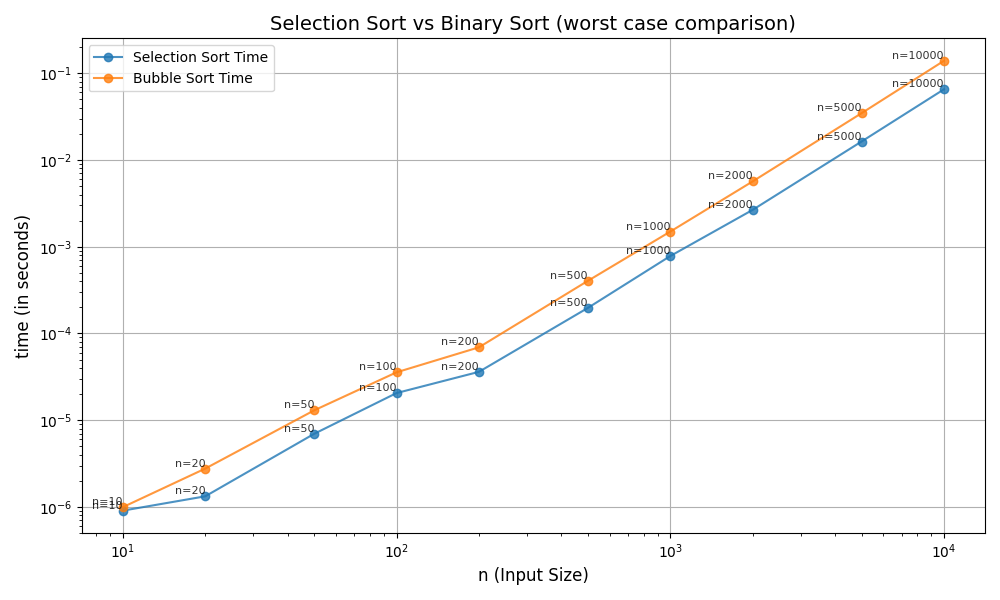 Selection Sort vs Binary Sort (worst case comparison)
Selection Sort Time
Bubble Sort Time
time (in seconds)
10⁻¹
10⁻²
10⁻³
10⁻⁴
10⁻⁵
10⁻⁶
n=10000
n=10000
n=5000
n=5000
n=2000
n=2000
n=1000
n=1000
n=500
n=500
n=200
n=200
n=100
n=100
n=50
n=50
n=20
n=20
n=10
n=10
10¹
10²
10³
10⁴
n (Input Size)